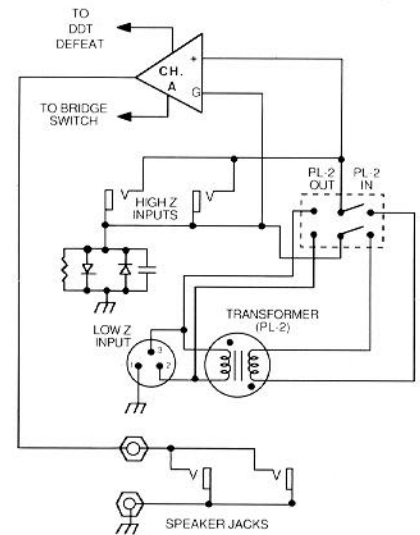 TO
DDT
DEFEAT
+
CH.
A
G
TO BRIDGE
SWITCH
PL-2
OUT
PL-2
IN
V
V
HIGH Z
INPUTS
TRANSFORMER
(PL-2)
LOW Z
INPUT
3
1
2
V
V
SPEAKER JACKS